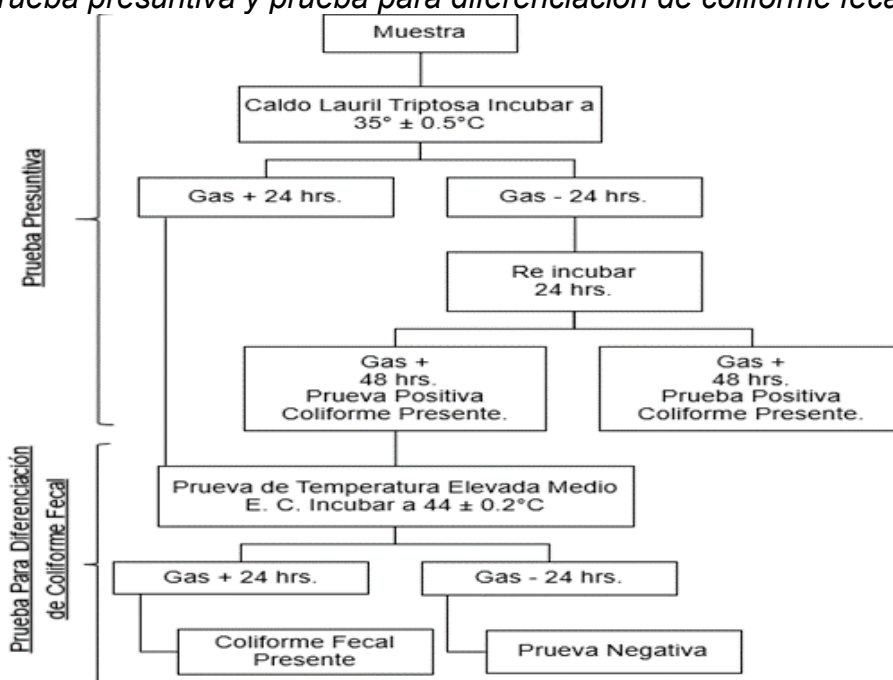 rueba presuntiva y prueba para diferenciación de coliforme feca
Muestra
Caldo Lauril Triptosa Incubar a
35° ± 0.5°C
Gas + 24 hrs.
Gas - 24 hrs.
Re incubar
24 hrs.
Gas +
48 hrs.
Prueva Positiva
Coliforme Presente.
Gas +
48 hrs.
Prueba Positiva
Coliforme Presente.
Prueba Presuntiva
Prueva de Temperatura Elevada Medio
E. C. Incubar a 44 ± 0.2°C
Gas + 24 hrs.
Gas - 24 hrs.
Coliforme Fecal
Presente
Prueva Negativa
Prueba Para Diferenciación
de Coliforme Fecal